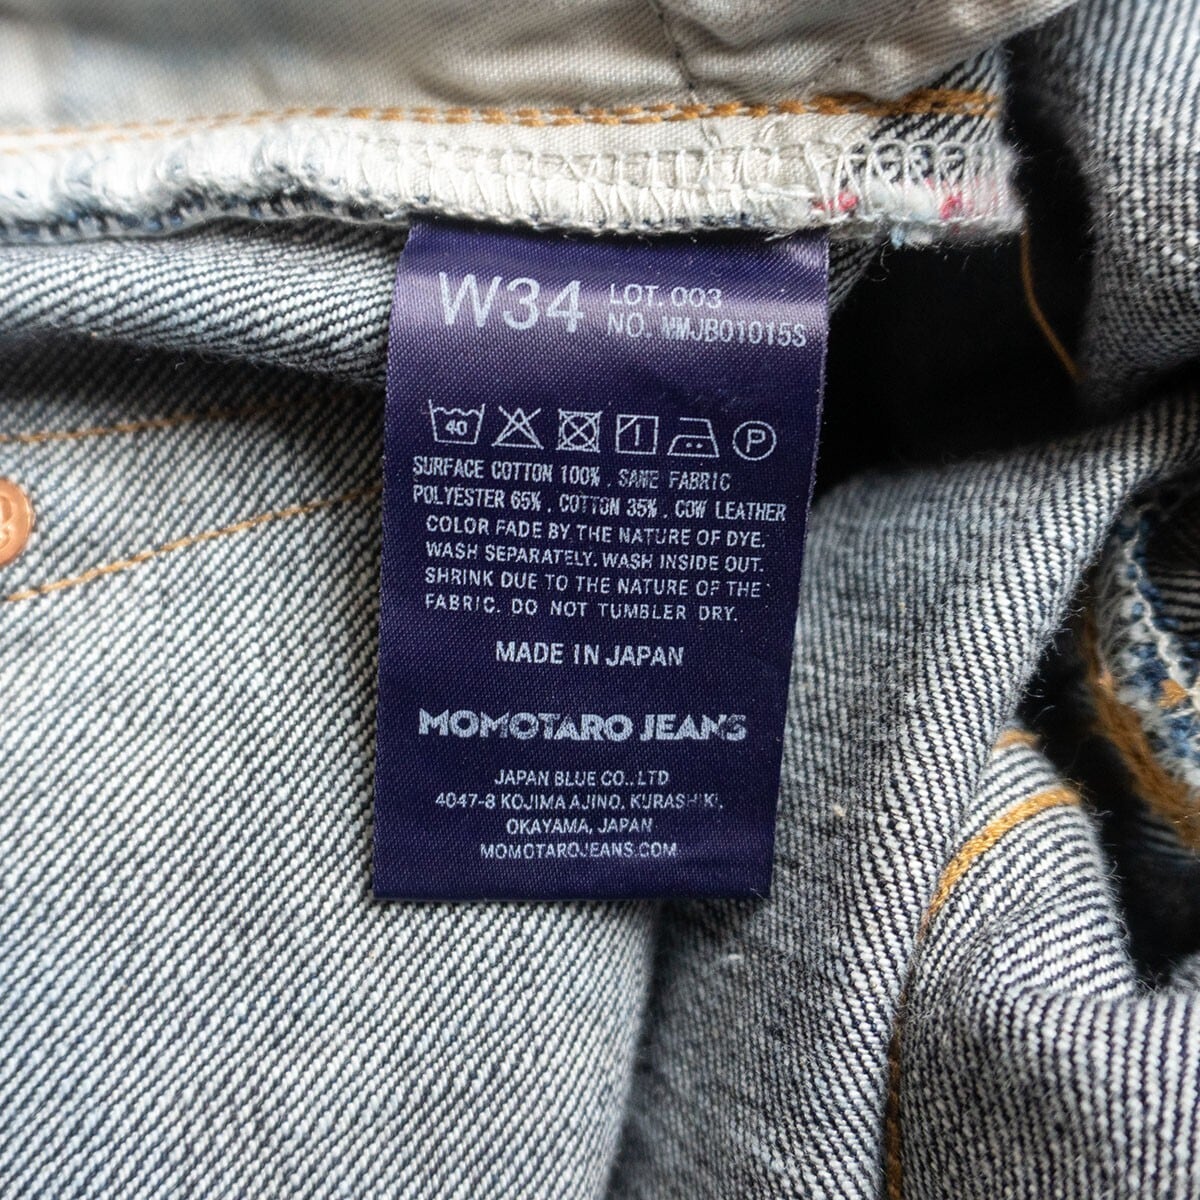 W34
LOT. 003
NO. MMJB01015S
40
P
SURFACE COTTON 100% . SAME FABRIC
POLYESTER 65% . COTTON 35% . COW LEATHER
COLOR FADE BY THE NATURE OF DYE.
WASH SEPARATELY. WASH INSIDE OUT.
SHRINK DUE TO THE NATURE OF THE
FABRIC. DO NOT TUMBLER DRY.
MADE IN JAPAN
MOMOTARO JEANS
JAPAN BLUE CO., LTD
4047-8 KOJIMA AJINO, KURASHIKI,
OKAYAMA, JAPAN
MOMOTAROJEANS.COM